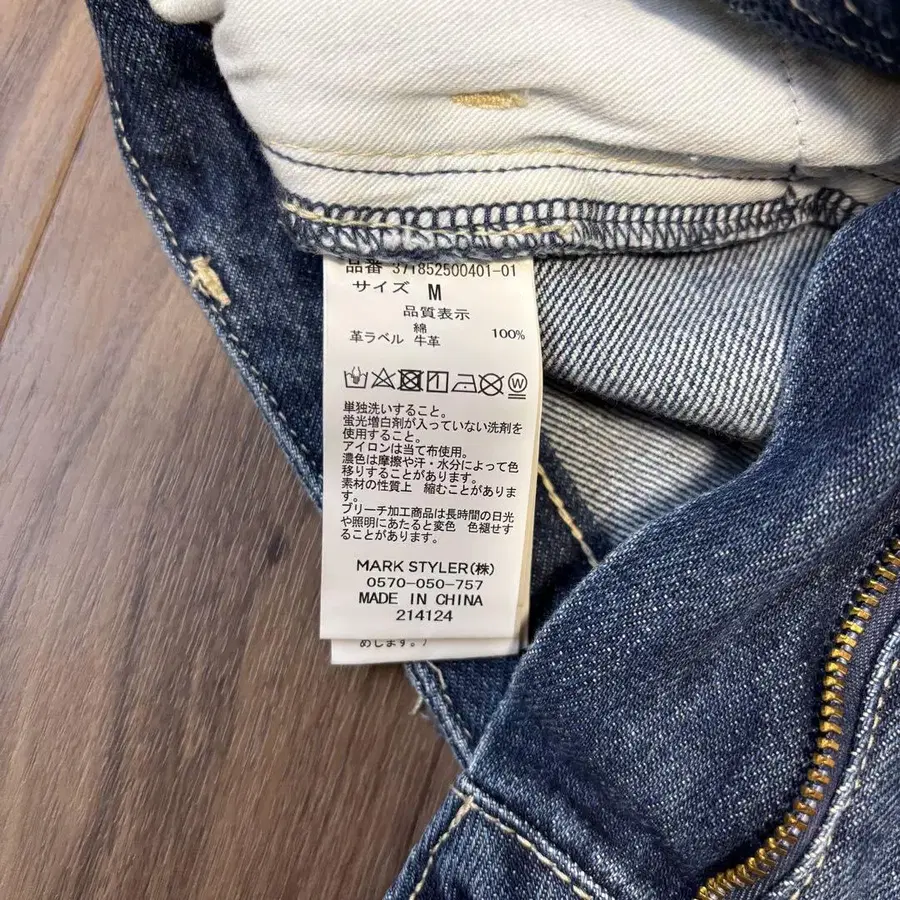 品番 371852500401-01
サイズ M
品質表示
綿 100%
革ラベル 牛革
W
単独洗いすること。
蛍光増白剤が入っていない洗剤を
使用すること。
アイロンは当て布使用。
濃色は摩擦や汗・水分によって色
移りすることがあります。
素材の性質上 縮むことがありま
す。
ブリーチ加工商品は長時間の日光
や照明にあたると変色 色褪せす
ることがあります。
MARK STYLER(株)
0570-050-757
MADE IN CHINA
214124
めします。